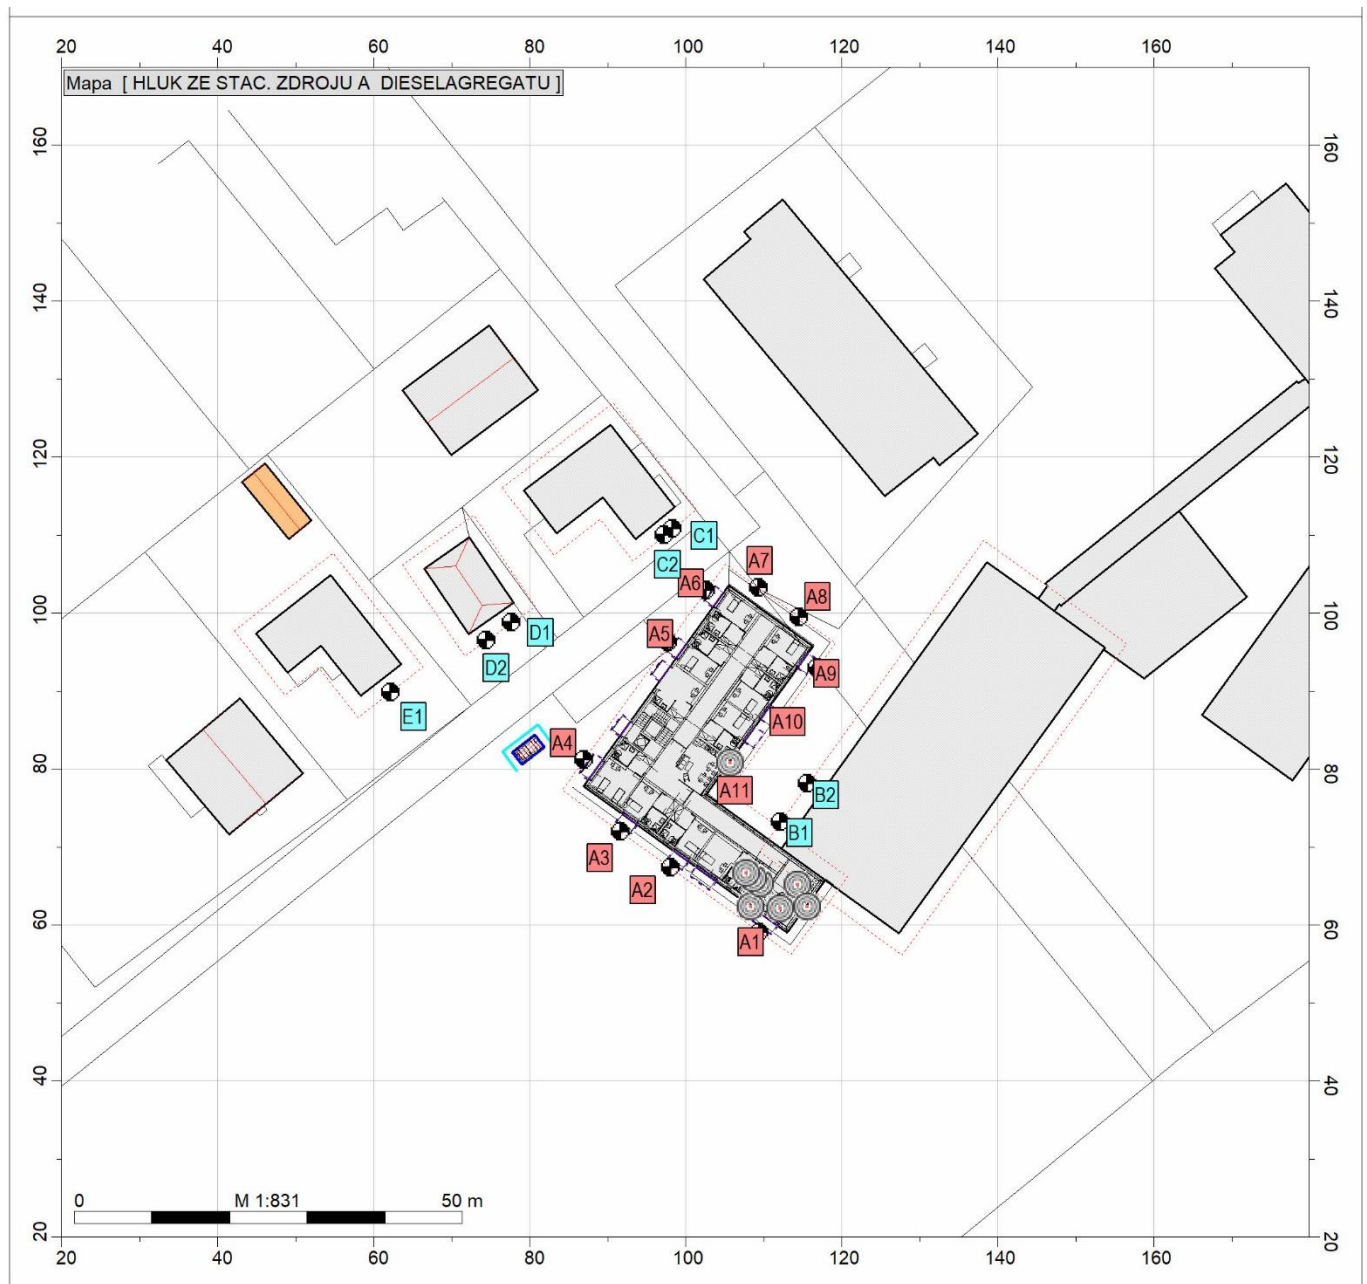 20 40 60 80 100 120 140 160
Mapa [ HLUK ZE STAC. ZDROJU A DIESELAGREGATU ]
160 160
140 140
120 120
C1
C2
A7
A6
A8
100 100
A5
D1
D2
A9
E1
A10
A4
80 80
A11
B2
B1
A3
A2
60 60
A1
40 40
0 M 1:831 50 m
20 20
20 40 60 80 100 120 140 160